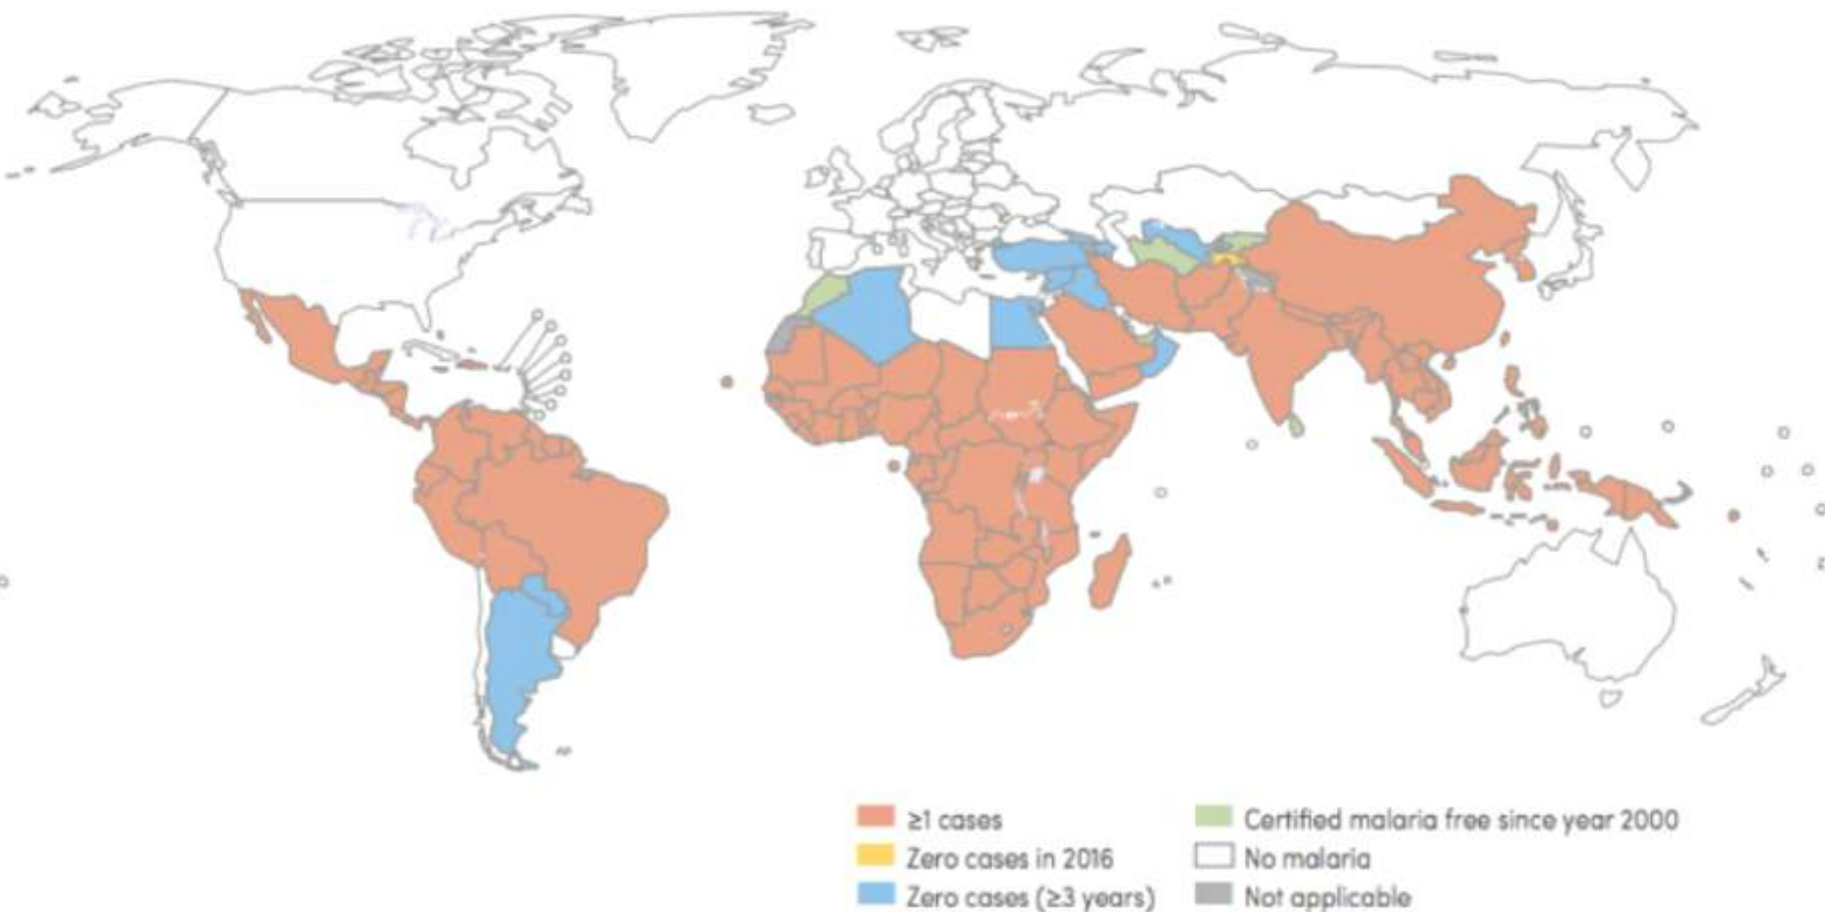 ≥1 cases
Zero cases in 2016
Zero cases (≥3 years)
Certified malaria free since year 2000
No malaria
Not applicable